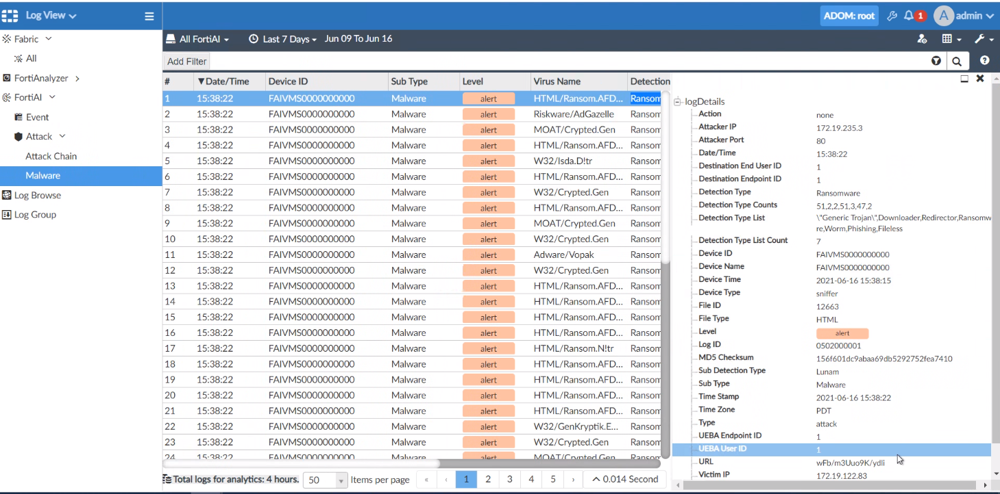 Log View
ADOM: root
1
A
admin
Fabric
All
FortiAnalyzer
FortiAI
Event
Attack
Attack Chain
Malware
Log Browse
Log Group
All FortiAI
Last 7 Days
Jun 09 To Jun 16
Add Filter
# Date/Time Device ID Sub Type Level Virus Name Detection
1 15:38:22 FAIVMS0000000000 Malware alert HTML/Ransom.AFD... Ransom
2 15:38:22 FAIVMS0000000000 Malware alert Riskware/AdGazelle Ransom
3 15:38:22 FAIVMS0000000000 Malware alert MOAT/Crypted.Gen Ransom
4 15:38:22 FAIVMS0000000000 Malware alert HTML/Ransom.AFD... Ransom
5 15:38:22 FAIVMS0000000000 Malware alert W32/Isda.D!tr Ransom
6 15:38:22 FAIVMS0000000000 Malware alert HTML/Ransom.AFD... Ransom
7 15:38:22 FAIVMS0000000000 Malware alert W32/Crypted.Gen Ransom
8 15:38:22 FAIVMS0000000000 Malware alert HTML/Ransom.AFD... Ransom
9 15:38:22 FAIVMS0000000000 Malware alert MOAT/Crypted.Gen Ransom
10 15:38:22 FAIVMS0000000000 Malware alert W32/Crypted.Gen Ransom
11 15:38:22 FAIVMS0000000000 Malware alert Adware/Vopak Ransom
12 15:38:22 FAIVMS0000000000 Malware alert W32/Crypted.Gen Ransom
13 15:38:22 FAIVMS0000000000 Malware alert HTML/Ransom.AFD... Ransom
14 15:38:22 FAIVMS0000000000 Malware alert HTML/Ransom.AFD... Ransom
15 15:38:22 FAIVMS0000000000 Malware alert HTML/Ransom.AFD... Ransom
16 15:38:22 FAIVMS0000000000 Malware alert HTML/Ransom.AFD... Ransom
17 15:38:22 FAIVMS0000000000 Malware alert HTML/Ransom.N!tr Ransom
18 15:38:22 FAIVMS0000000000 Malware alert HTML/Ransom.AFD... Ransom
19 15:38:22 FAIVMS0000000000 Malware alert HTML/Ransom.AFD... Ransom
20 15:38:22 FAIVMS0000000000 Malware alert HTML/Ransom.AFD... Ransom
21 15:38:22 FAIVMS0000000000 Malware alert HTML/Ransom.AFD... Ransom
22 15:38:22 FAIVMS0000000000 Malware alert W32/GenKryptik.E... Ransom
23 15:38:22 FAIVMS0000000000 Malware alert W32/Crypted.Gen Ransom
24 15:38:22 FAIVMS0000000000 Malware alert MOAT/Crypted.Gen Ransom
Total logs for analytics: 4 hours. 50 Items per page « ‹ 1 2 3 4 5 › 0.014 Second
logDetails
Action none
Attacker IP 172.19.235.3
Attacker Port 80
Date/Time 15:38:22
Destination End User ID 1
Destination Endpoint ID 1
Detection Type Ransomware
Detection Type Counts 51,2,2,51,3,47,2
Detection Type List \"Generic Trojan\",Downloader,Redirector,Ransomw
re,Worm,Phishing,Fileless
Detection Type List Count 7
Device ID FAIVMS0000000000
Device Name FAIVMS0000000000
Device Time 2021-06-16 15:38:15
Device Type sniffer
File ID 12663
File Type HTML
Level alert
Log ID 0502000001
MD5 Checksum 156f601dc9abaa69db5292752fea7410
Sub Detection Type Lunam
Sub Type Malware
Time Stamp 2021-06-16 15:38:22
Time Zone PDT
Type attack
UEBA Endpoint ID 1
UEBA User ID 1
URL wFb/m3Uuo9K/ydli
Victim IP 172.19.122.83